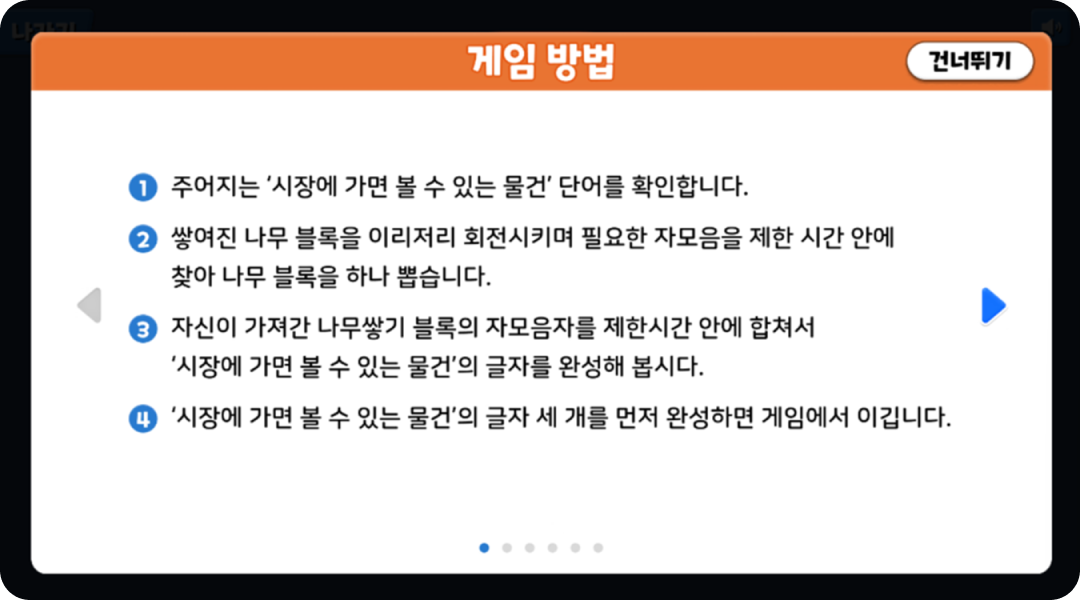 나가기
게임 방법
건너뛰기
1 주어지는 ‘시장에 가면 볼 수 있는 물건’ 단어를 확인합니다.
2 쌓여진 나무 블록을 이리저리 회전시키며 필요한 자모음을 제한 시간 안에
찾아 나무 블록을 하나 뽑습니다.
3 자신이 가져간 나무쌓기 블록의 자모음자를 제한시간 안에 합쳐서
‘시장에 가면 볼 수 있는 물건’의 글자를 완성해 봅시다.
4 ‘시장에 가면 볼 수 있는 물건’의 글자 세 개를 먼저 완성하면 게임에서 이깁니다.